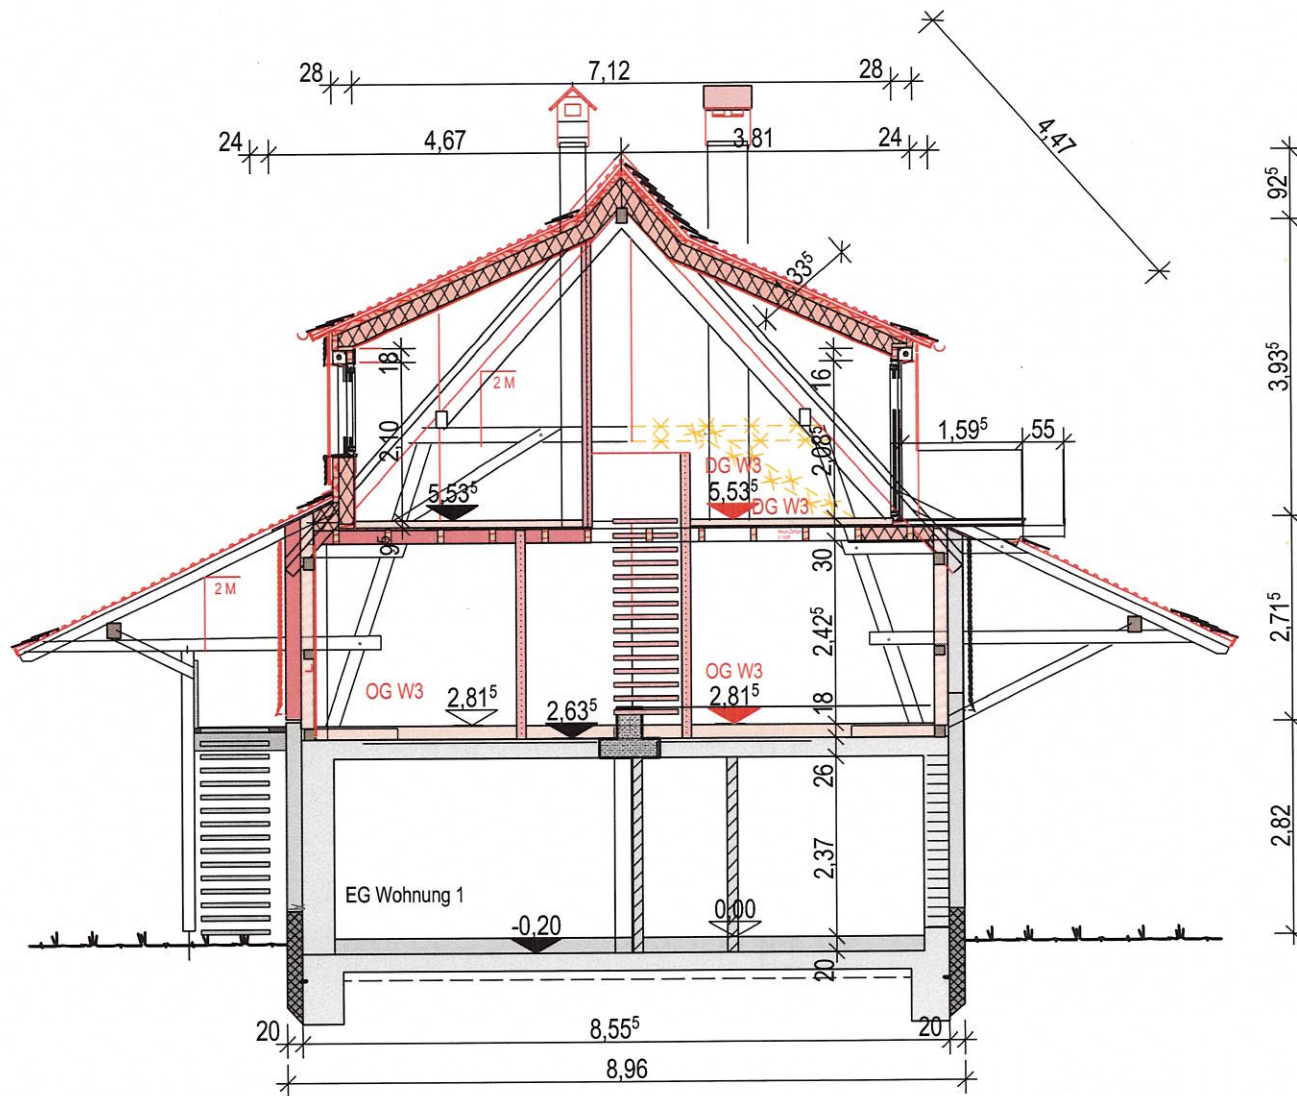 28 7,12 28
24 4,67 3,81 24
4,47
92⁵
33⁵
3,93⁵
18
2 M
16
2,10
2,08⁵
1,59⁵ 55
DG W3
5,53⁵
5,53⁵
DG W3
9⁵
30
2 M
2,42⁵
2,71⁵
OG W3
OG W3
2,81⁵
2,63⁵
2,81⁵
18
26
2,82
2,37
EG Wohnung 1
-0,20
0,00
20
20 8,55⁵ 20
8,96